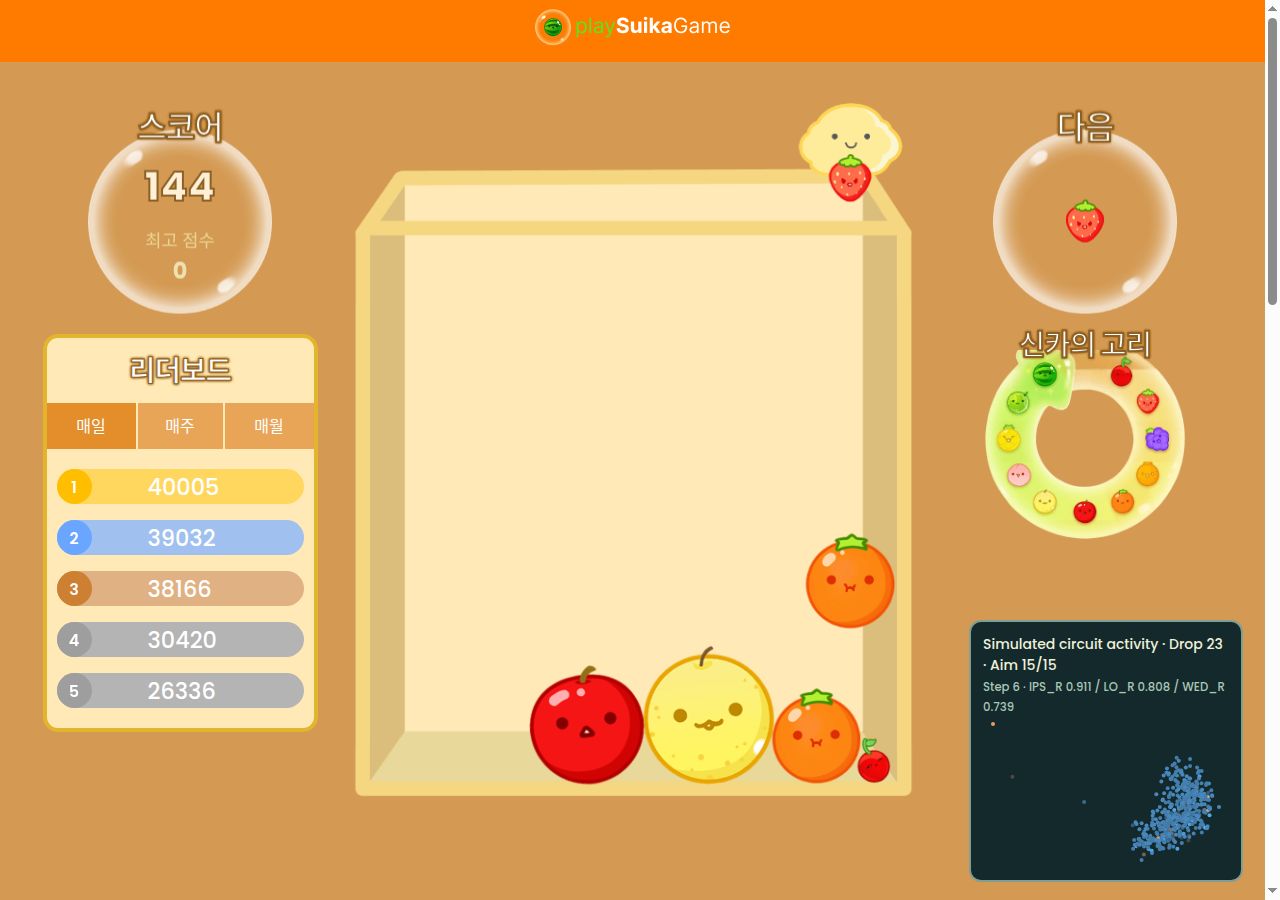 playSuikaGame
스코어
144
최고 점수
0
리더보드
매일 매주 매월
1 40005
2 39032
3 38166
4 30420
5 26336
다음
신카의 고리
Simulated circuit activity · Drop 23
· Aim 15/15
Step 6 · IPS_R 0.911 / LO_R 0.808 / WED_R
0.739